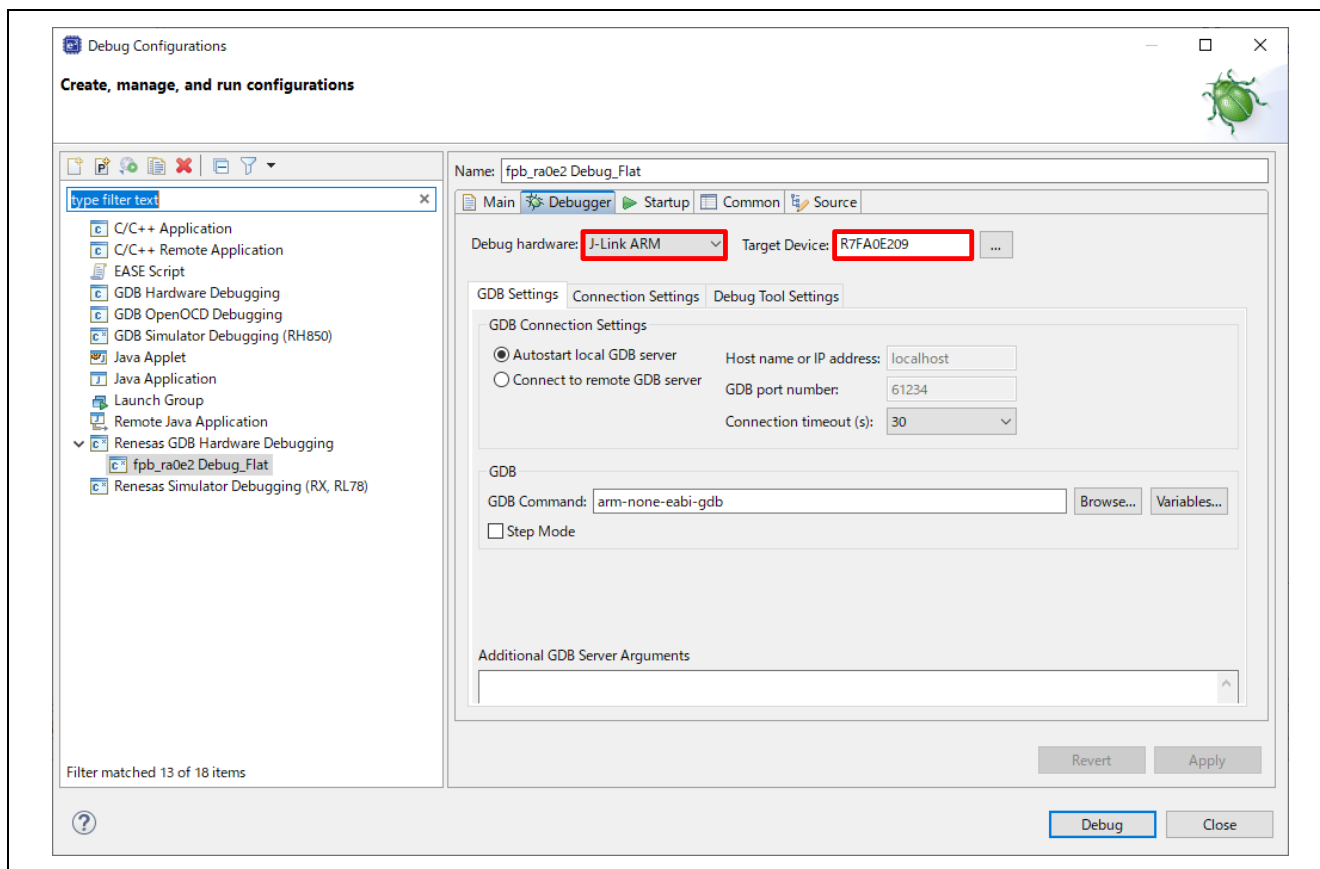 Debug Configurations
Create, manage, and run configurations
type filter text
C/C++ Application
C/C++ Remote Application
EASE Script
GDB Hardware Debugging
GDB OpenOCD Debugging
GDB Simulator Debugging (RH850)
Java Applet
Java Application
Launch Group
Remote Java Application
Renesas GDB Hardware Debugging
fpb_ra0e2 Debug_Flat
Renesas Simulator Debugging (RX, RL78)
Filter matched 13 of 18 items
Name: fpb_ra0e2 Debug_Flat
Main Debugger Startup Common Source
Debug hardware: J-Link ARM Target Device: R7FA0E209 ...
GDB Settings Connection Settings Debug Tool Settings
GDB Connection Settings
Autostart local GDB server Host name or IP address: localhost
Connect to remote GDB server GDB port number: 61234
Connection timeout (s): 30
GDB
GDB Command: arm-none-eabi-gdb Browse... Variables...
Step Mode
Additional GDB Server Arguments
Revert Apply
? Debug Close